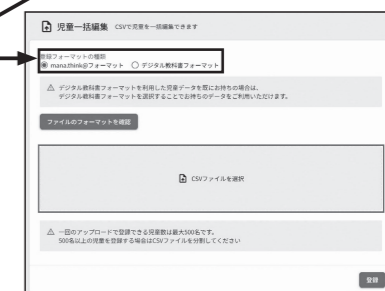 児童一括編集 CSVで児童を一括編集できます
登録フォーマットの種類
manazhink@フォーマット デジタル教科書フォーマット
デジタル教科書フォーマットを利用した児童データを既にお持ちの場合は、
デジタル教科書フォーマットを選択することでお持ちのデータをご利用いただけます。
ファイルのフォーマットを確認
CSVファイルを選択
一回のアップロードで登録できる児童数は最大500名です。
500名以上の児童を登録する場合はCSVファイルを分割してください
登録